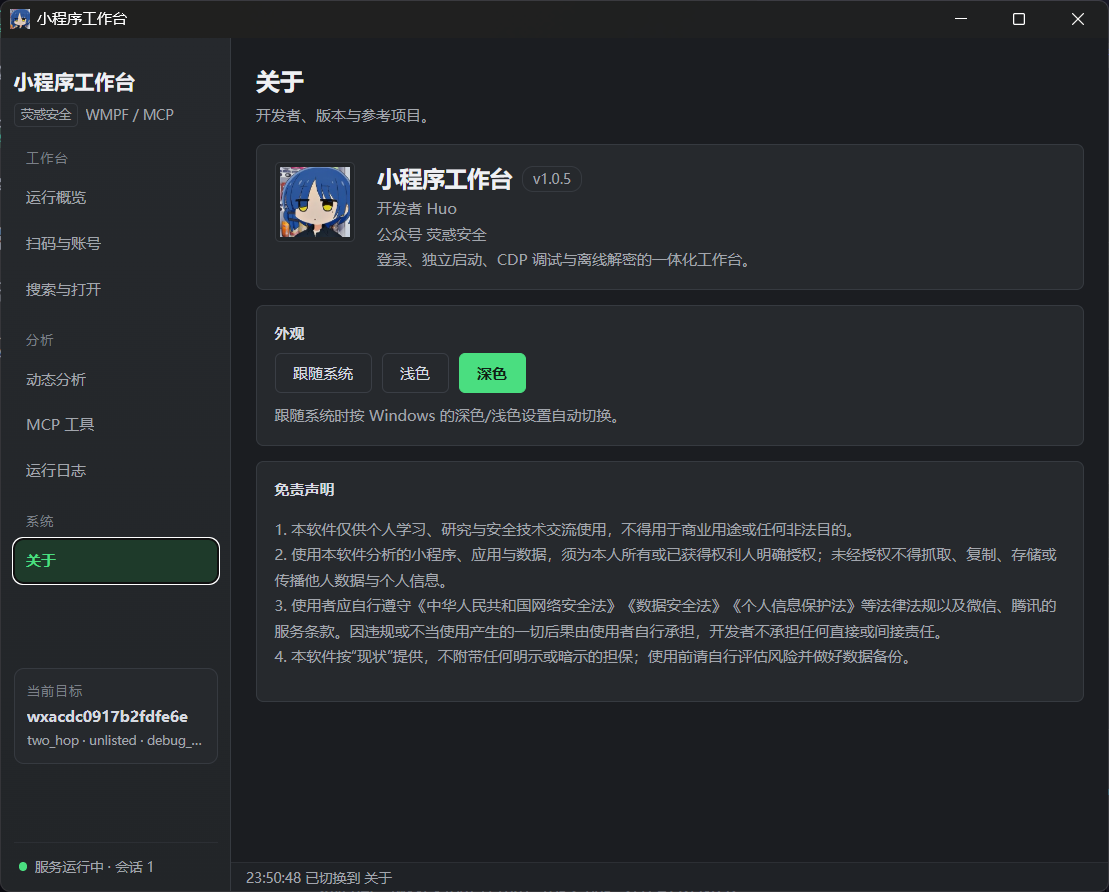 小程序工作台
小程序工作台
荧惑安全 WMPF / MCP
工作台
运行概览
扫码与账号
搜索与打开
分析
动态分析
MCP 工具
运行日志
系统
关于
当前目标
wxacdc0917b2fdfe6e
two_hop · unlisted · debug_...
服务运行中 · 会话 1
关于
开发者、版本与参考项目。
小程序工作台 v1.0.5
开发者 Huo
公众号 荧惑安全
登录、独立启动、CDP 调试与离线解密的一体化工作台。
外观
跟随系统 浅色 深色
跟随系统时按 Windows 的深色/浅色设置自动切换。
免责声明
1. 本软件仅供个人学习、研究与安全技术交流使用，不得用于商业用途或任何非法目的。
2. 使用本软件分析的小程序、应用与数据，须为本人所有或已获得权利人明确授权；未经授权不得抓取、复制、存储或
传播他人数据与个人信息。
3. 使用者应自行遵守《中华人民共和国网络安全法》《数据安全法》《个人信息保护法》等法律法规以及微信、腾讯的
服务条款。因违规或不当使用产生的一切后果由使用者自行承担，开发者不承担任何直接或间接责任。
4. 本软件按“现状”提供，不附带任何明示或暗示的担保；使用前请自行评估风险并做好数据备份。
23:50:48 已切换到 关于